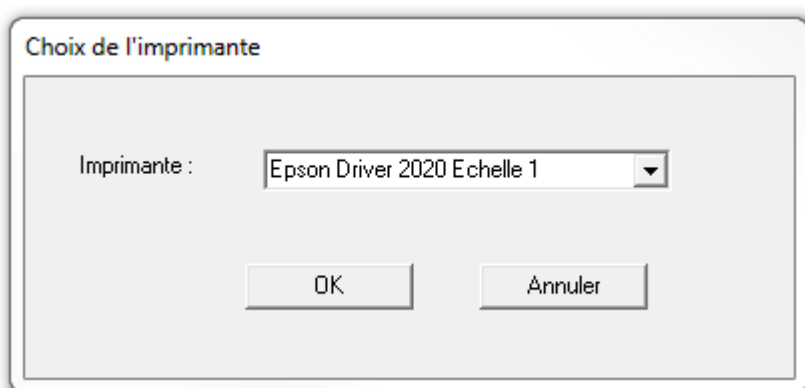 Choix de l'imprimante
Imprimante : Epson Driver 2020 Echelle 1
OK Annuler